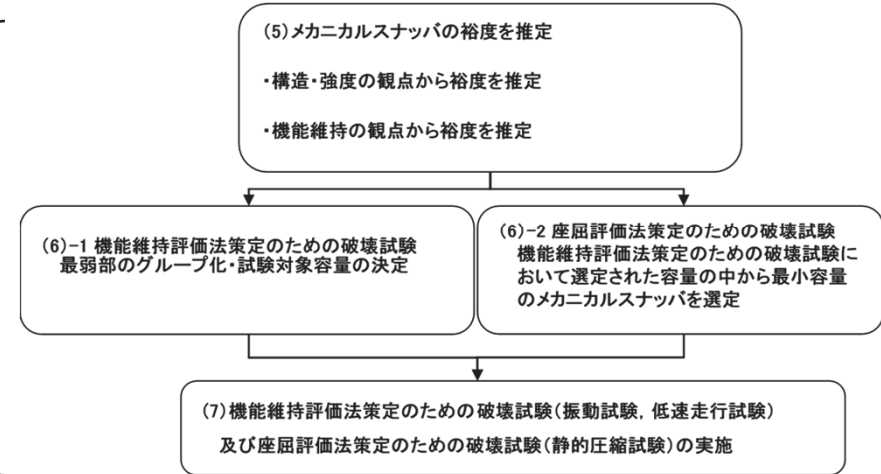 (5)メカニカルスナッバの裕度を推定
・構造・強度の観点から裕度を推定
・機能維持の観点から裕度を推定
(6)-1 機能維持評価法策定のための破壊試験
最弱部のグループ化・試験対象容量の決定
(6)-2 座屈評価法策定のための破壊試験
機能維持評価法策定のための破壊試験に
おいて選定された容量の中から最小容量
のメカニカルスナッバを選定
(7)機能維持評価法策定のための破壊試験(振動試験, 低速走行試験)
及び座屈評価法策定のための破壊試験(静的圧縮試験)の実施